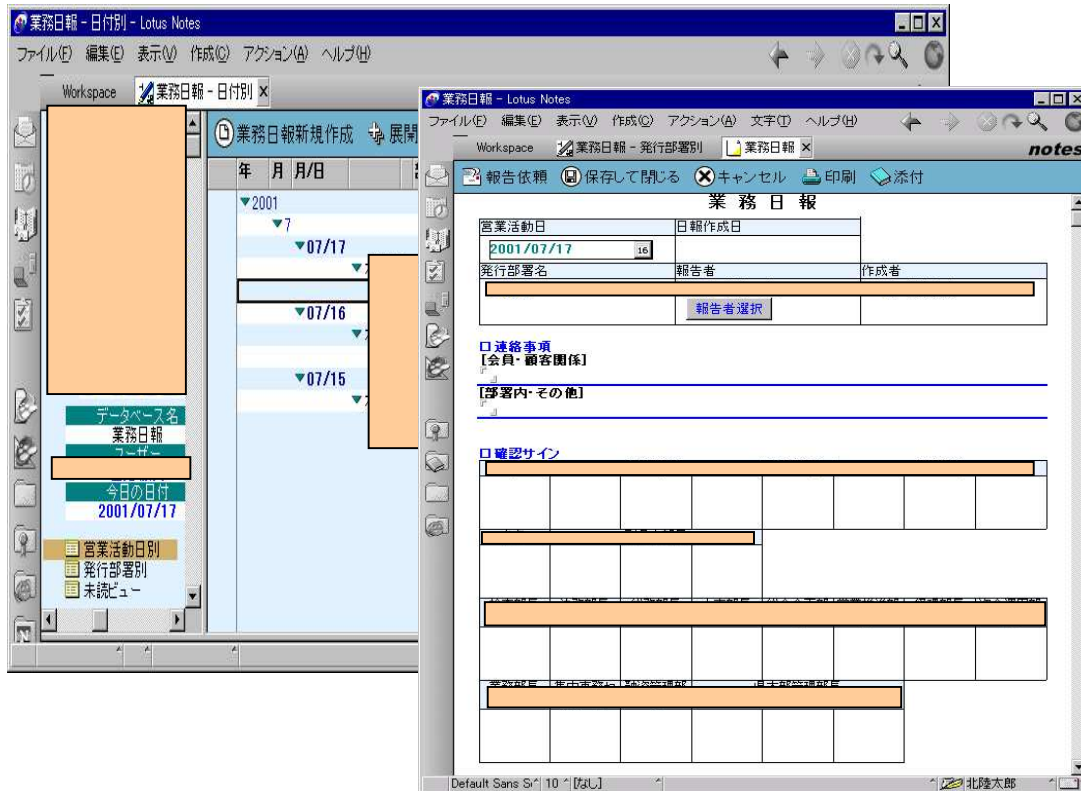 業務日報 - 日付別 - Lotus Notes
ファイル(F) 編集(E) 表示(V) 作成(C) アクション(A) ヘルプ(H)
Workspace 業務日報 - 日付別
業務日報新規作成 展開
年 月 月/日
2001
7
07/17
07/16
07/15
データベース名
業務日報
ユーザー
今日の日付
2001/07/17
営業活動日別
発行部署別
未読ビュー
業務日報 - Lotus Notes
ファイル(F) 編集(E) 表示(V) 作成(C) アクション(A) 文字(T) ヘルプ(H)
Workspace 業務日報 - 発行部署別 業務日報 notes
報告依頼 保存して閉じる キャンセル 印刷 添付
業 務 日 報
営業活動日 日報作成日
2001/07/17 16
発行部署名 報告者 作成者
報告者選択
□連絡事項
[会員・顧客関係]
[部署内・その他]
□確認サイン
Default Sans S 10 [なし] 北陸太郎